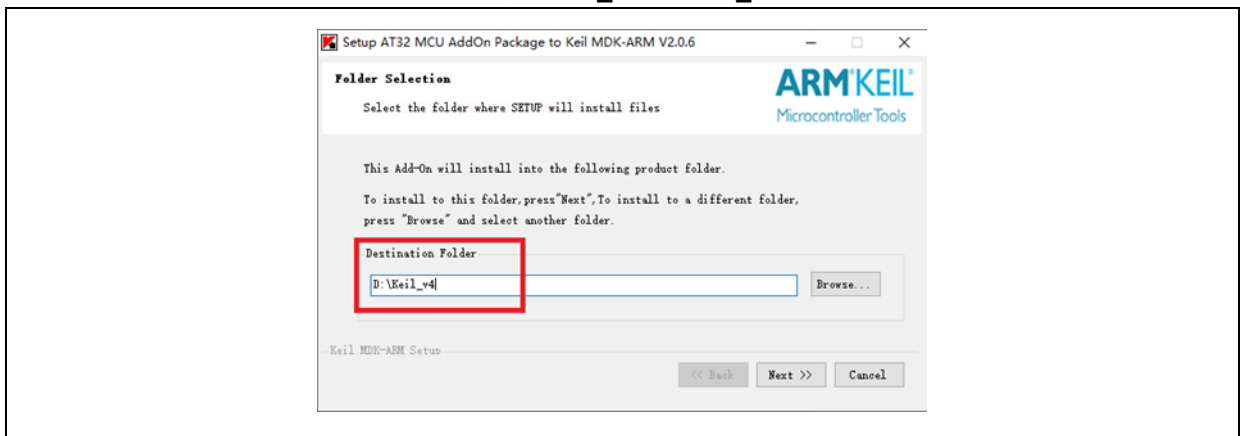 Setup AT32 MCU AddOn Package to Keil MDK-ARM V2.0.6
Folder Selection
Select the folder where SETUP will install files
ARM®KEIL®
Microcontroller Tools
This Add-On will install into the following product folder.
To install to this folder,press"Next",To install to a different folder,
press "Browse" and select another folder.
Destination Folder
D:\Keil_v4
Browse...
Keil MDK-ARM Setup
<< Back
Next >>
Cancel